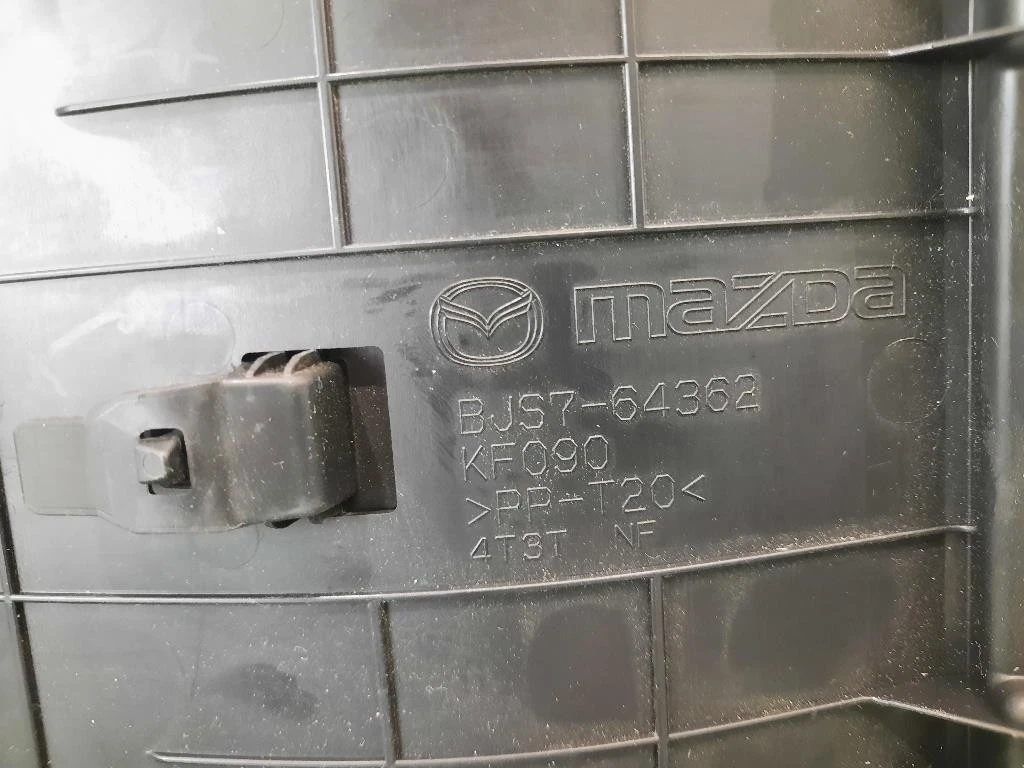 mazda
BJS7-64362
KF090
>PP-T20<
4T3T NF